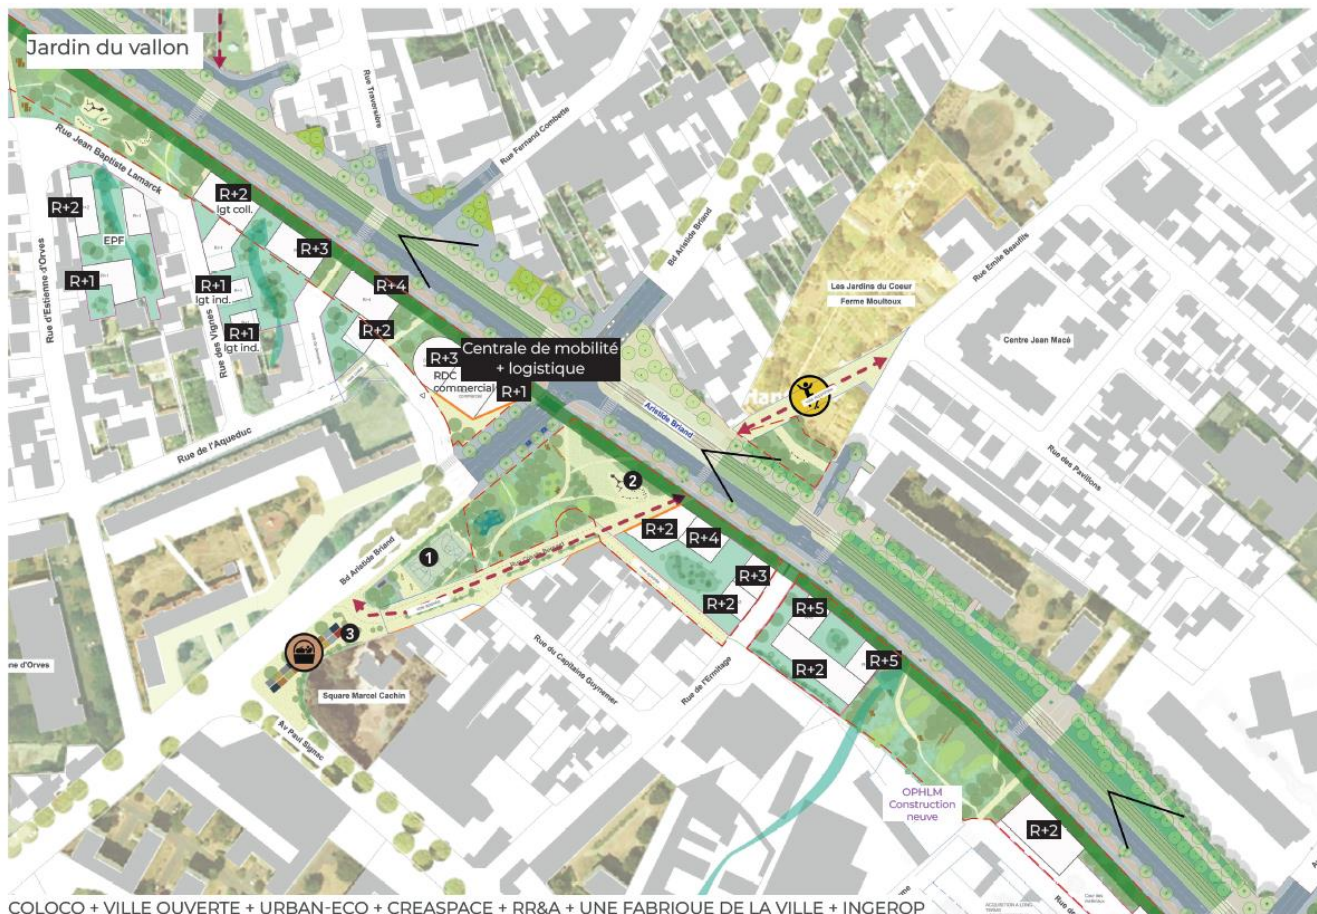 Jardin du vallon
Rue Traversière
Rue Fernand Combette
Bd Aristide Briand
Rue Jean Baptiste Lamarck
R+2
lgt coll.
R+2
EPF
R+3
R+1
R+1
lgt ind.
R+4
R+1
lgt ind.
R+2
Rue d'Estienne d'Orves
Rue des Vignes
R+3
RDC
commercial
Centrale de mobilité
+ logistique
R+1
Les Jardins du Coeur
Ferme Moultoux
Rue Emile Beaufils
Centre Jean Macé
Aristide Briand
Rue de l'Aqueduc
Rue des Pavillons
2
1
Bd Aristide Briand
3
R+2
R+4
R+3
R+2
R+5
R+2
R+5
ne d'Orves
Square Marcel Cachin
Rue du Capitaine Guynemer
Rue de l'Ermitage
Av Paul Signac
OPHLM
Construction
neuve
R+2
Rue de
COLOCO + VILLE OUVERTE + URBAN-ECO + CREASPACE + RR&A + UNE FABRIQUE DE LA VILLE + INGEROP